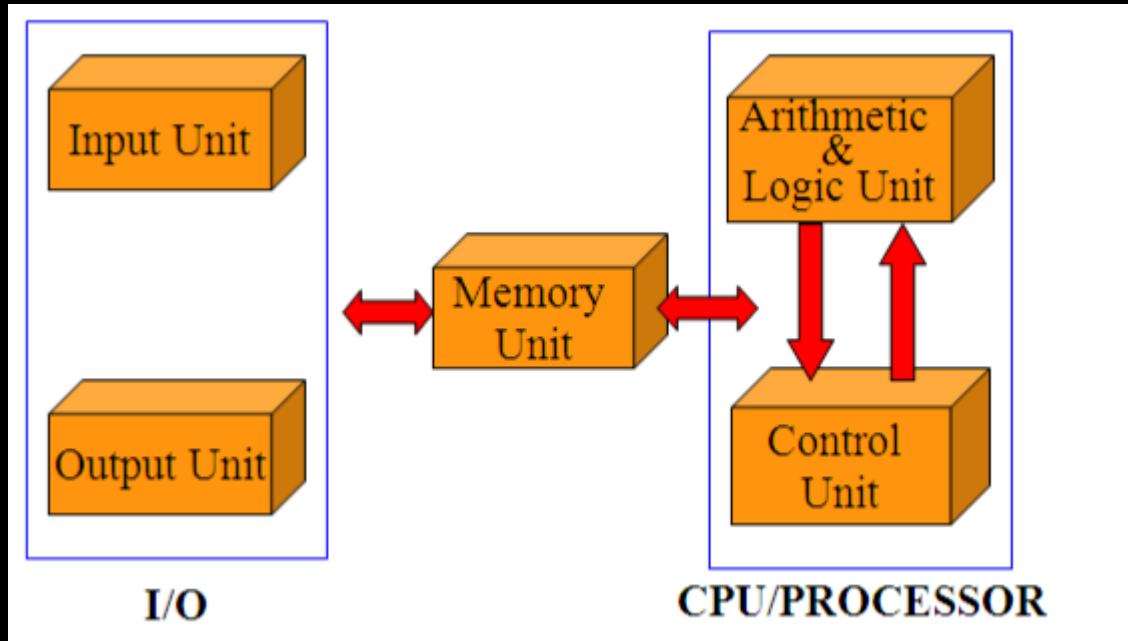 Input Unit
Output Unit
I/O
Memory
Unit
Arithmetic
&
Logic Unit
Control
Unit
CPU/PROCESSOR